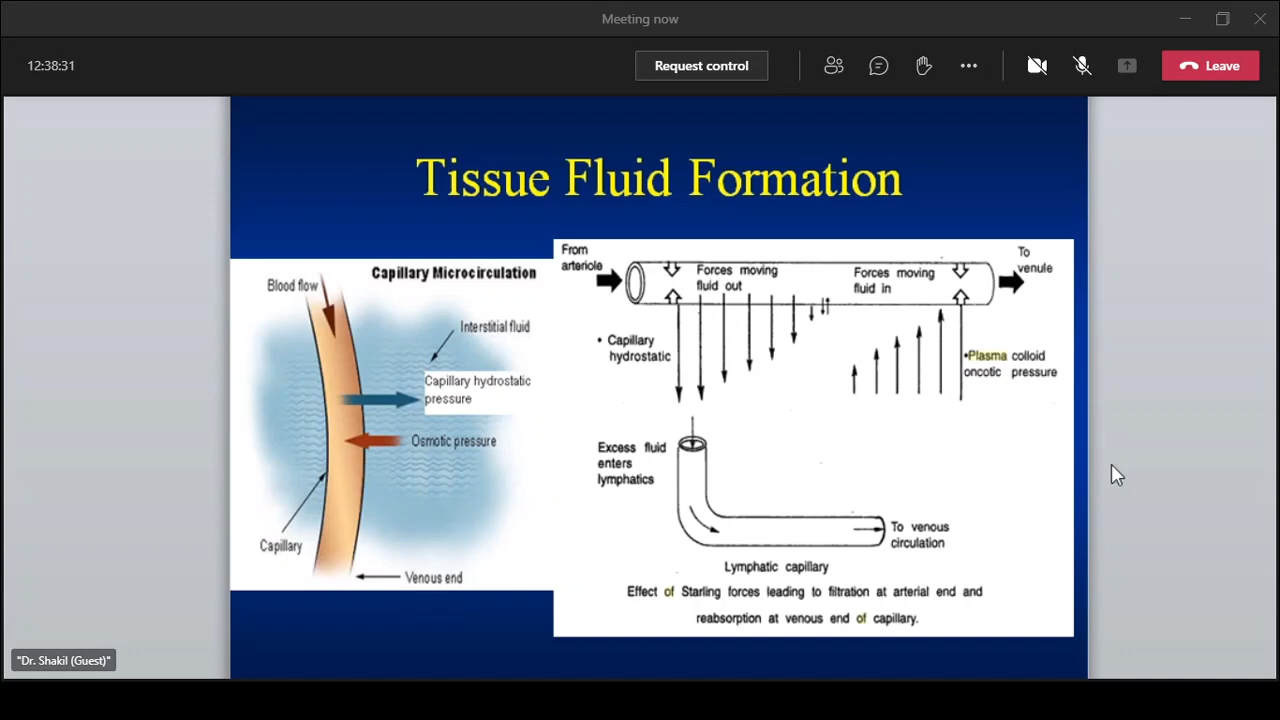 Meeting now
12:38:31
Request control
Leave
Tissue Fluid Formation
Capillary Microcirculation
Blood flow
Interstitial fluid
Capillary hydrostatic
pressure
Osmotic pressure
Capillary
Venous end
From
arteriole
Forces moving
fluid out
Forces moving
fluid in
To
venule
• Capillary
hydrostatic
•Plasma colloid
oncotic pressure
Excess fluid
enters
lymphatics
To venous
circulation
Lymphatic capillary
Effect of Starling forces leading to filtration at arterial end and
reabsorption at venous end of capillary.
"Dr. Shakil (Guest)"